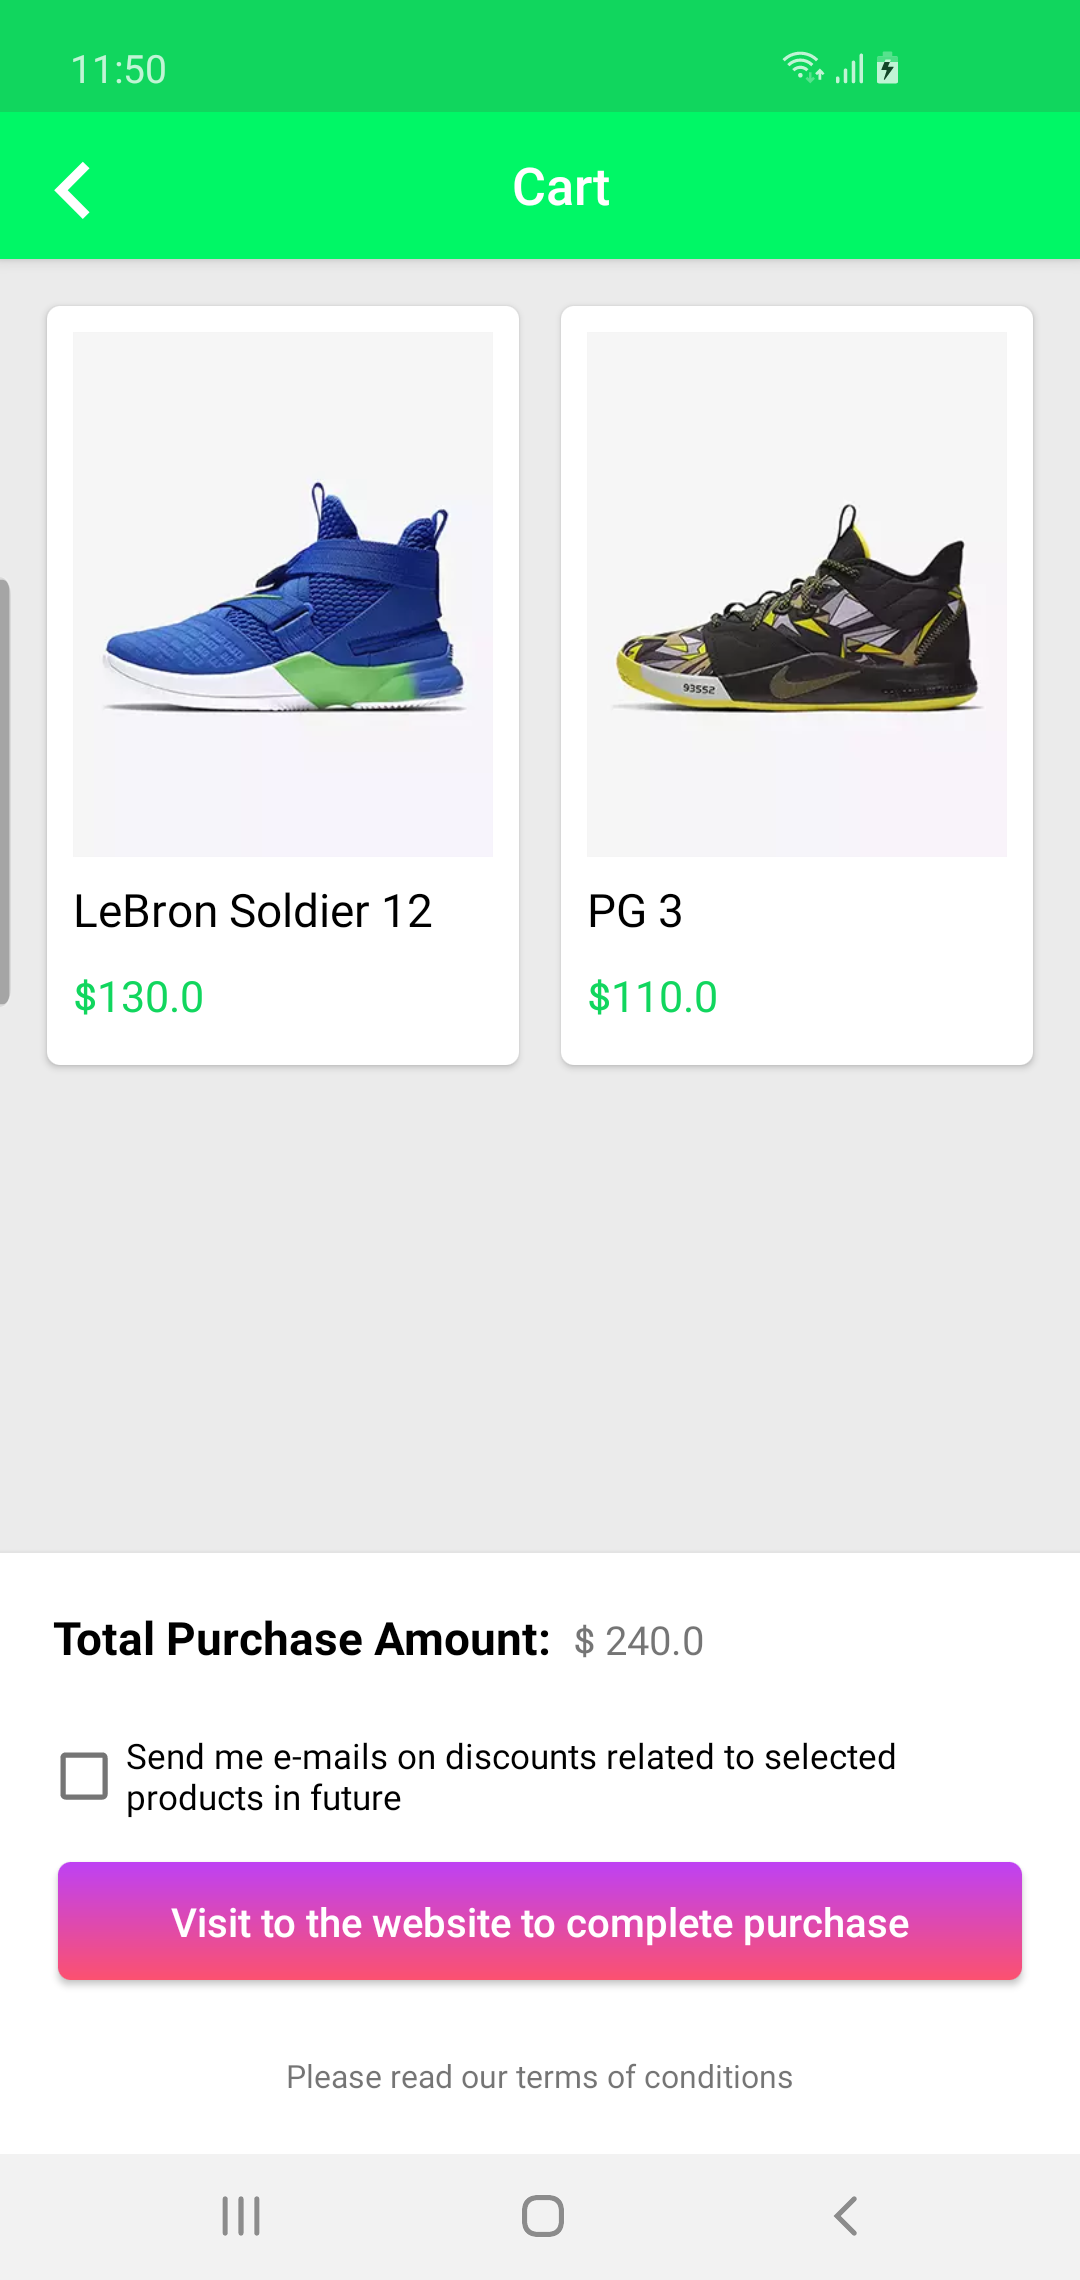 11:50
Cart
93552
LeBron Soldier 12
PG 3
$130.0
$110.0
Total Purchase Amount: $ 240.0
Send me e-mails on discounts related to selected
products in future
Visit to the website to complete purchase
Please read our terms of conditions